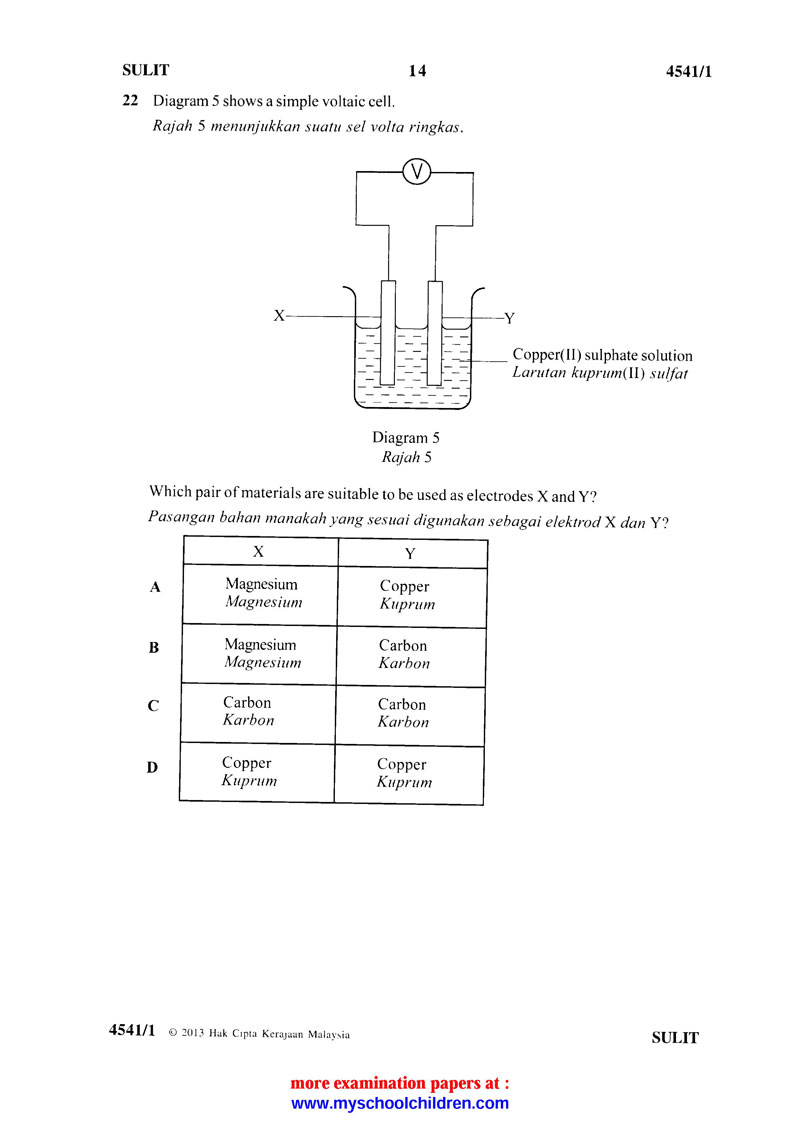 SULIT 14 4541/1
22 Diagram 5 shows a simple voltaic cell.
Rajah 5 menunjukkan suatu sel volta ringkas.
V
X
Y
Copper(II) sulphate solution
Larutan kuprum(II) sulfat
Diagram 5
Rajah 5
Which pair of materials are suitable to be used as electrodes X and Y?
Pasangan bahan manakah yang sesuai digunakan sebagai elektrod X dan Y?
X Y
A Magnesium Copper
Magnesium Kuprum
B Magnesium Carbon
Magnesium Karbon
C Carbon Carbon
Karbon Karbon
D Copper Copper
Kuprum Kuprum
4541/1 © 2013 Hak Cipta Kerajaan Malaysia
SULIT
more examination papers at :
www.myschoolchildren.com